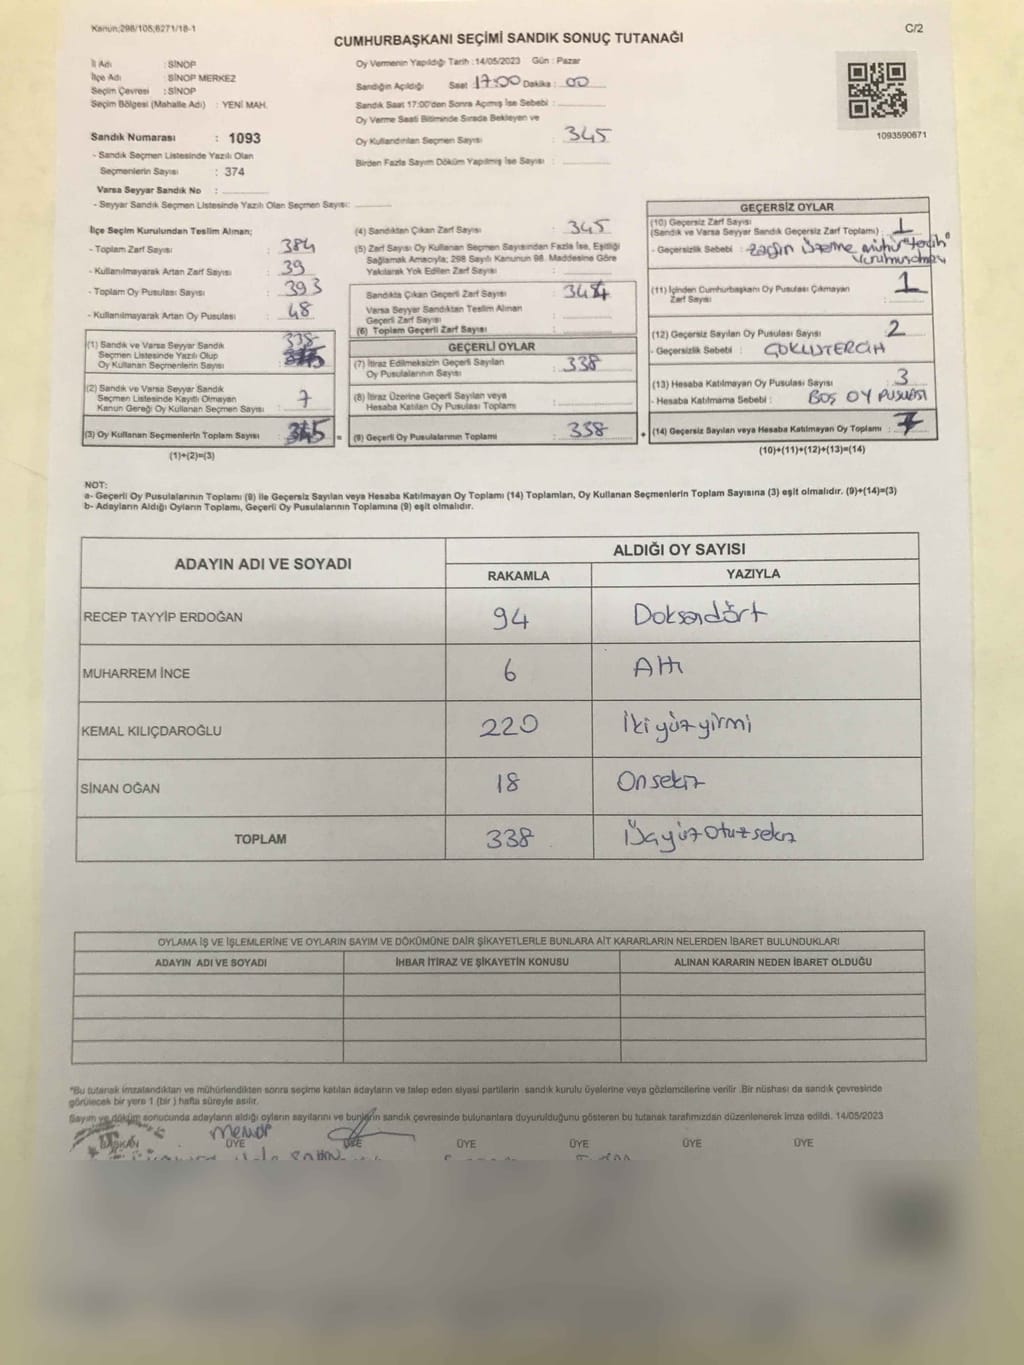 Kanun:298/105;6271/18-1
C/2
CUMHURBAŞKANI SEÇİMİ SANDIK SONUÇ TUTANAĞI
İl Adı : SİNOP
İlçe Adı : SİNOP MERKEZ
Seçim Çevresi : SİNOP
Seçim Bölgesi (Mahalle Adı) : YENİ MAH.
Sandık Numarası : 1093
- Sandık Seçmen Listesinde Yazılı Olan
Seçmenlerin Sayısı : 374
Varsa Seyyar Sandık No :
- Seyyar Sandık Seçmen Listesinde Yazılı Olan Seçmen Sayısı:
Oy Vermenin Yapıldığı Tarih : 14/05/2023 Gün : Pazar
Sandığın Açıldığı Saat 17:00 Dakika : 00
Sandık Saat 17:00'den Sonra Açmış İse Sebebi :
Oy Verme Saati Bitiminde Sırada Bekleyen ve
Oy Kullandırılan Seçmen Sayısı : 345
Birden Fazla Sayım Döküm Yapılmış İse Sayısı :
1093590671
İlçe Seçim Kurulundan Teslim Alınan;
- Toplam Zarf Sayısı : 384
- Kullanılmayarak Artan Zarf Sayısı : 39
- Toplam Oy Pusulası Sayısı : 393
- Kullanılmayarak Artan Oy Pusulası : 48
(1) Sandık ve Varsa Seyyar Sandık
Seçmen Listesinde Yazılı Olup
Oy Kullanan Seçmenlerin Sayısı : 338
(2) Sandık ve Varsa Seyyar Sandık
Seçmen Listesinde Kayıtlı Olmayan
Kanun Gereği Oy Kullanan Seçmen Sayısı : 7
(3) Oy Kullanan Seçmenlerin Toplam Sayısı : 345
(1)+(2)=(3)
(4) Sandıktan Çıkan Zarf Sayısı : 345
(5) Zarf Sayısı Oy Kullanan Seçmen Sayısından Fazla İse, Eşitliği
Sağlamak Amacıyla; 298 Sayılı Kanunun 98. Maddesine Göre
Yakılarak Yok Edilen Zarf Sayısı :
Sandıkta Çıkan Geçerli Zarf Sayısı : 344
Varsa Seyyar Sandıktan Teslim Alınan
Geçerli Zarf Sayısı :
(6) Toplam Geçerli Zarf Sayısı :
GEÇERLİ OYLAR
(7) İtiraz Edilmeksizin Geçerli Sayılan
Oy Pusulalarının Sayısı : 338
(8) İtiraz Üzerine Geçerli Sayılan veya
Hesaba Katılan Oy Pusulası Toplamı :
= (9) Geçerli Oy Pusulalarının Toplamı : 338
GEÇERSİZ OYLAR
(10) Geçersiz Zarf Sayısı
(Sandık ve Varsa Seyyar Sandık Geçersiz Zarf Toplamı) : 1
- Geçersizlik Sebebi : zarfın üzerine mühür "tercih"
vurulmuş
(11) İçinden Cumhurbaşkanı Oy Pusulası Çıkmayan
Zarf Sayısı : 1
(12) Geçersiz Sayılan Oy Pusulası Sayısı : 2
- Geçersizlik Sebebi : ÇOKLU TERCİH
(13) Hesaba Katılmayan Oy Pusulası Sayısı : 3
- Hesaba Katılmama Sebebi : BOŞ OY PUSULASI
+ (14) Geçersiz Sayılan veya Hesaba Katılmayan Oy Toplamı : 7
(10)+(11)+(12)+(13)=(14)
NOT:
a- Geçerli Oy Pusulalarının Toplamı (9) ile Geçersiz Sayılan veya Hesaba Katılmayan Oy Toplamı (14) Toplamları, Oy Kullanan Seçmenlerin Toplam Sayısına (3) eşit olmalıdır. (9)+(14)=(3)
b- Adayların Aldığı Oyların Toplamı, Geçerli Oy Pusulalarının Toplamına (9) eşit olmalıdır.
ADAYIN ADI VE SOYADI
ALDIĞI OY SAYISI
RAKAMLA YAZIYLA
RECEP TAYYİP ERDOĞAN 94 Doksandört
MUHARREM İNCE 6 Altı
KEMAL KILIÇDAROĞLU 220 İkiyüzyirmi
SİNAN OĞAN 18 Onsekiz
TOPLAM 338 Üçyüzotuzsekiz
OYLAMA İŞ VE İŞLEMLERİNE VE OYLARIN SAYIM VE DÖKÜMÜNE DAİR ŞİKAYETLERLE BUNLARA AİT KARARLARIN NELERDEN İBARET BULUNDUKLARI
ADAYIN ADI VE SOYADI İHBAR İTİRAZ VE ŞİKAYETİN KONUSU ALINAN KARARIN NEDEN İBARET OLDUĞU
*Bu tutanak imzalandıktan ve mühürlendikten sonra seçime katılan adayların ve talep eden siyasi partilerin sandık kurulu üyelerine veya gözlemcilerine verilir. Bir nüshası da sandık çevresinde
görülecek bir yere 1 (bir) hafta süreyle asılır.
Sayım ve döküm sonucunda adayların aldığı oyların sayılarını ve bunların sandık çevresinde bulunanlara duyurulduğunu gösteren bu tutanak tarafımızdan düzenlenerek imza edildi. 14/05/2023
BAŞKAN ÜYE ÜYE ÜYE ÜYE ÜYE ÜYE